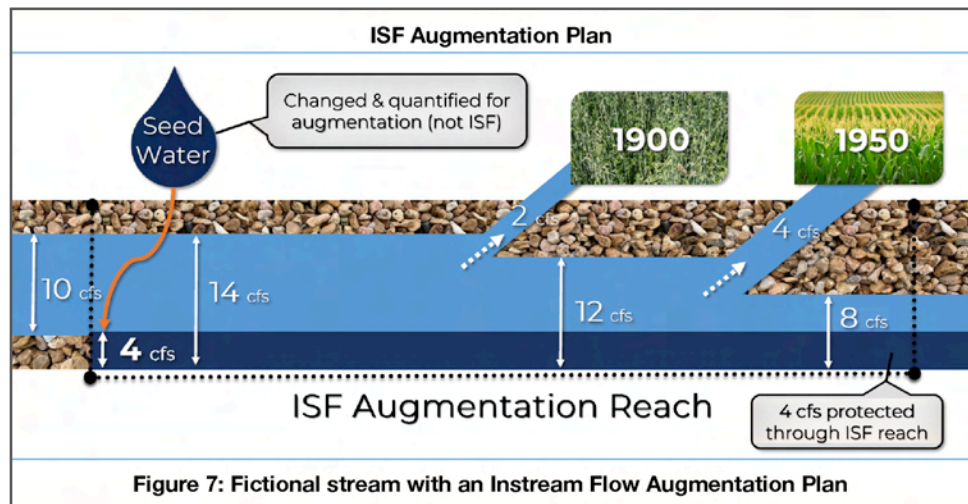 ISF Augmentation Plan
Seed
Water
Changed & quantified for
augmentation (not ISF)
1900
1950
2 cfs
4 cfs
10 cfs
14 cfs
12 cfs
8 cfs
4 cfs
ISF Augmentation Reach
4 cfs protected
through ISF reach
Figure 7: Fictional stream with an Instream Flow Augmentation Plan